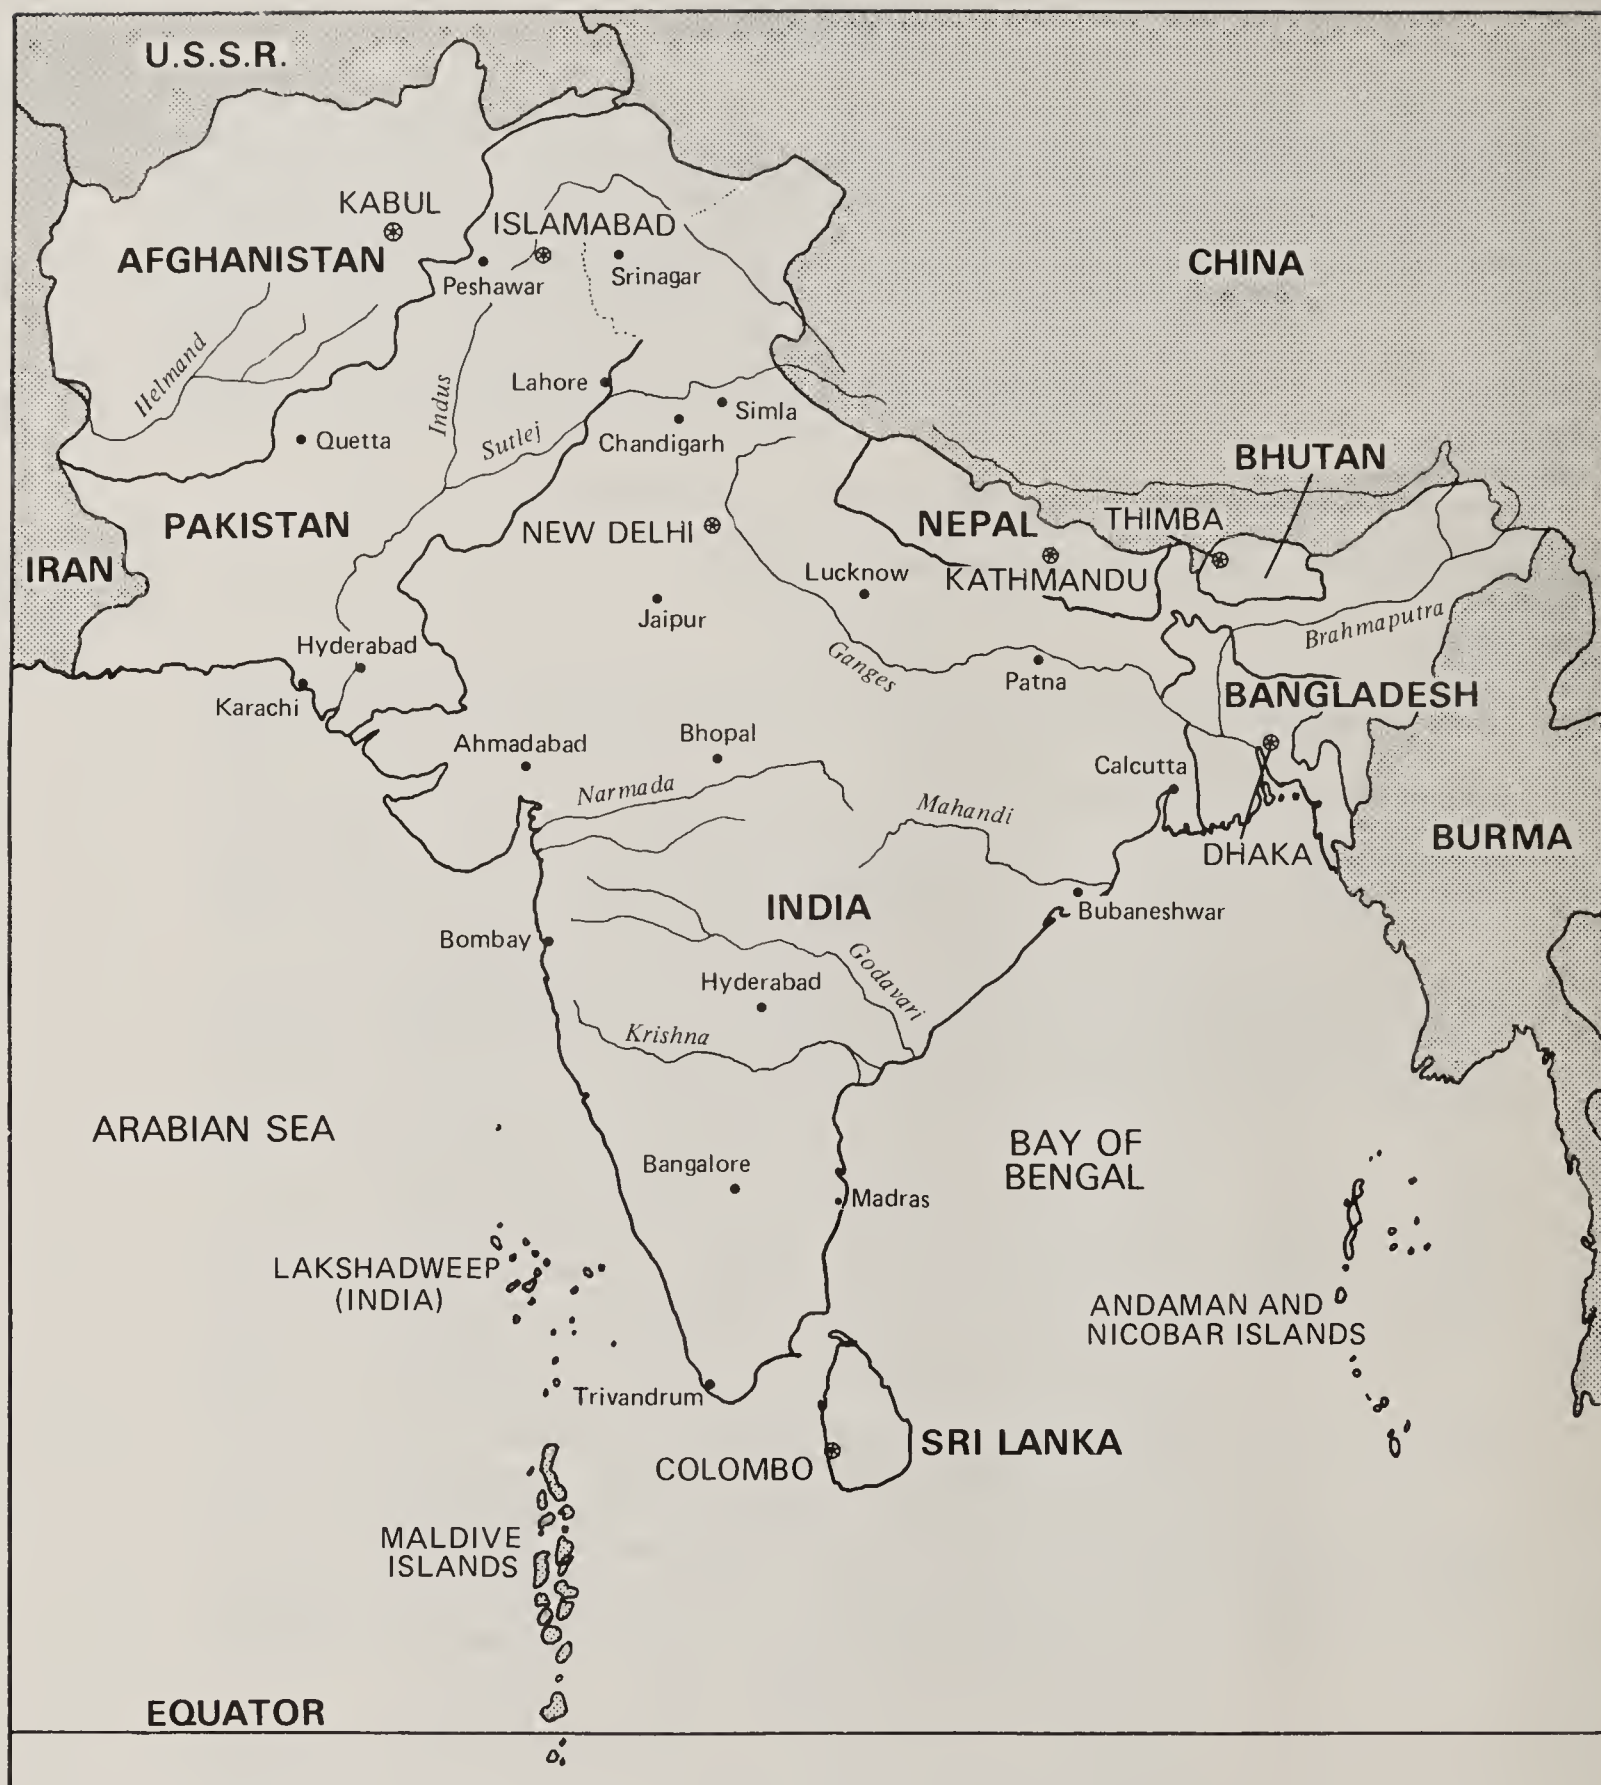 U.S.S.R.
KABUL
ISLAMABAD
AFGHANISTAN
CHINA
Peshawar
Srinagar
Helmand
Indus
Lahore
Simla
Sutlej
Chandigarh
Quetta
BHUTAN
PAKISTAN
NEW DELHI
NEPAL
THIMBA
IRAN
Lucknow
KATHMANDU
Jaipur
Brahmaputra
Hyderabad
Ganges
Patna
BANGLADESH
Karachi
Ahmadabad
Bhopal
Calcutta
Narmada
Mahandi
BURMA
DHAKA
INDIA
Bubaneshwar
Bombay
Godavari
Hyderabad
Krishna
ARABIAN SEA
BAY OF
BENGAL
Bangalore
Madras
LAKSHADWEEP
(INDIA)
ANDAMAN AND
NICOBAR ISLANDS
Trivandrum
SRI LANKA
COLOMBO
MALDIVE
ISLANDS
EQUATOR